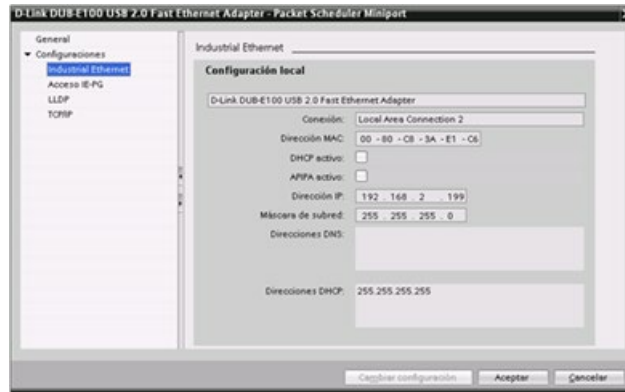 D-Link DUB-E100 USB 2.0 Fast Ethernet Adapter - Packet Scheduler Miniport
General
Configuraciones
Industrial Ethernet
Acceso IE-PG
LLDP
TCP/IP
Industrial Ethernet
Configuración local
D-Link DUB-E100 USB 2.0 Fast Ethernet Adapter
Conexión: Local Area Connection 2
Dirección MAC: 00 - 80 - C8 - 3A - E1 - C6
DHCP activo:
APIPA activo:
Dirección IP: 192 . 168 . 2 . 199
Máscara de subred: 255 . 255 . 255 . 0
Direcciones DNS:
Direcciones DHCP: 255.255.255.255
Cambiar configuración Aceptar Cancelar